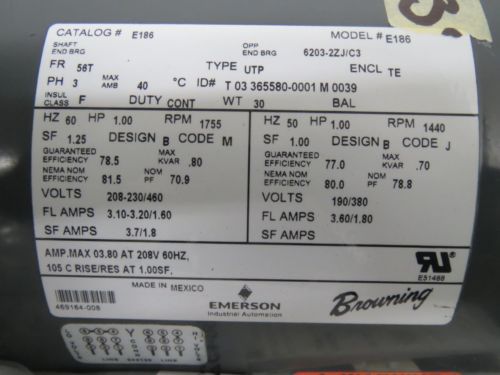 CATALOG # E186 MODEL # E186
SHAFT END BRG OPP END BRG 6203-2ZJ/C3
FR 56T TYPE UTP ENCL TE
PH 3 MAX AMB 40 °C ID# T 03 365580-0001 M 0039
INSUL CLASS F DUTY CONT WT 30 BAL
HZ 60 HP 1.00 RPM 1755
SF 1.25 DESIGN B CODE M
GUARANTEED EFFICIENCY 78.5 MAX KVAR .80
NEMA NOM EFFICIENCY 81.5 NOM PF 70.9
VOLTS 208-230/460
FL AMPS 3.10-3.20/1.60
SF AMPS 3.7/1.8
HZ 50 HP 1.00 RPM 1440
SF 1.00 DESIGN B CODE J
GUARANTEED EFFICIENCY 77.0 MAX KVAR .70
NEMA NOM EFFICIENCY 80.0 NOM PF 78.8
VOLTS 190/380
FL AMPS 3.60/1.80
SF AMPS
AMP.MAX 03.80 AT 208V 60HZ,
105 C RISE/RES AT 1.00SF,
E51488
MADE IN MEXICO
469164-008
EMERSON
Industrial Automation
Browning